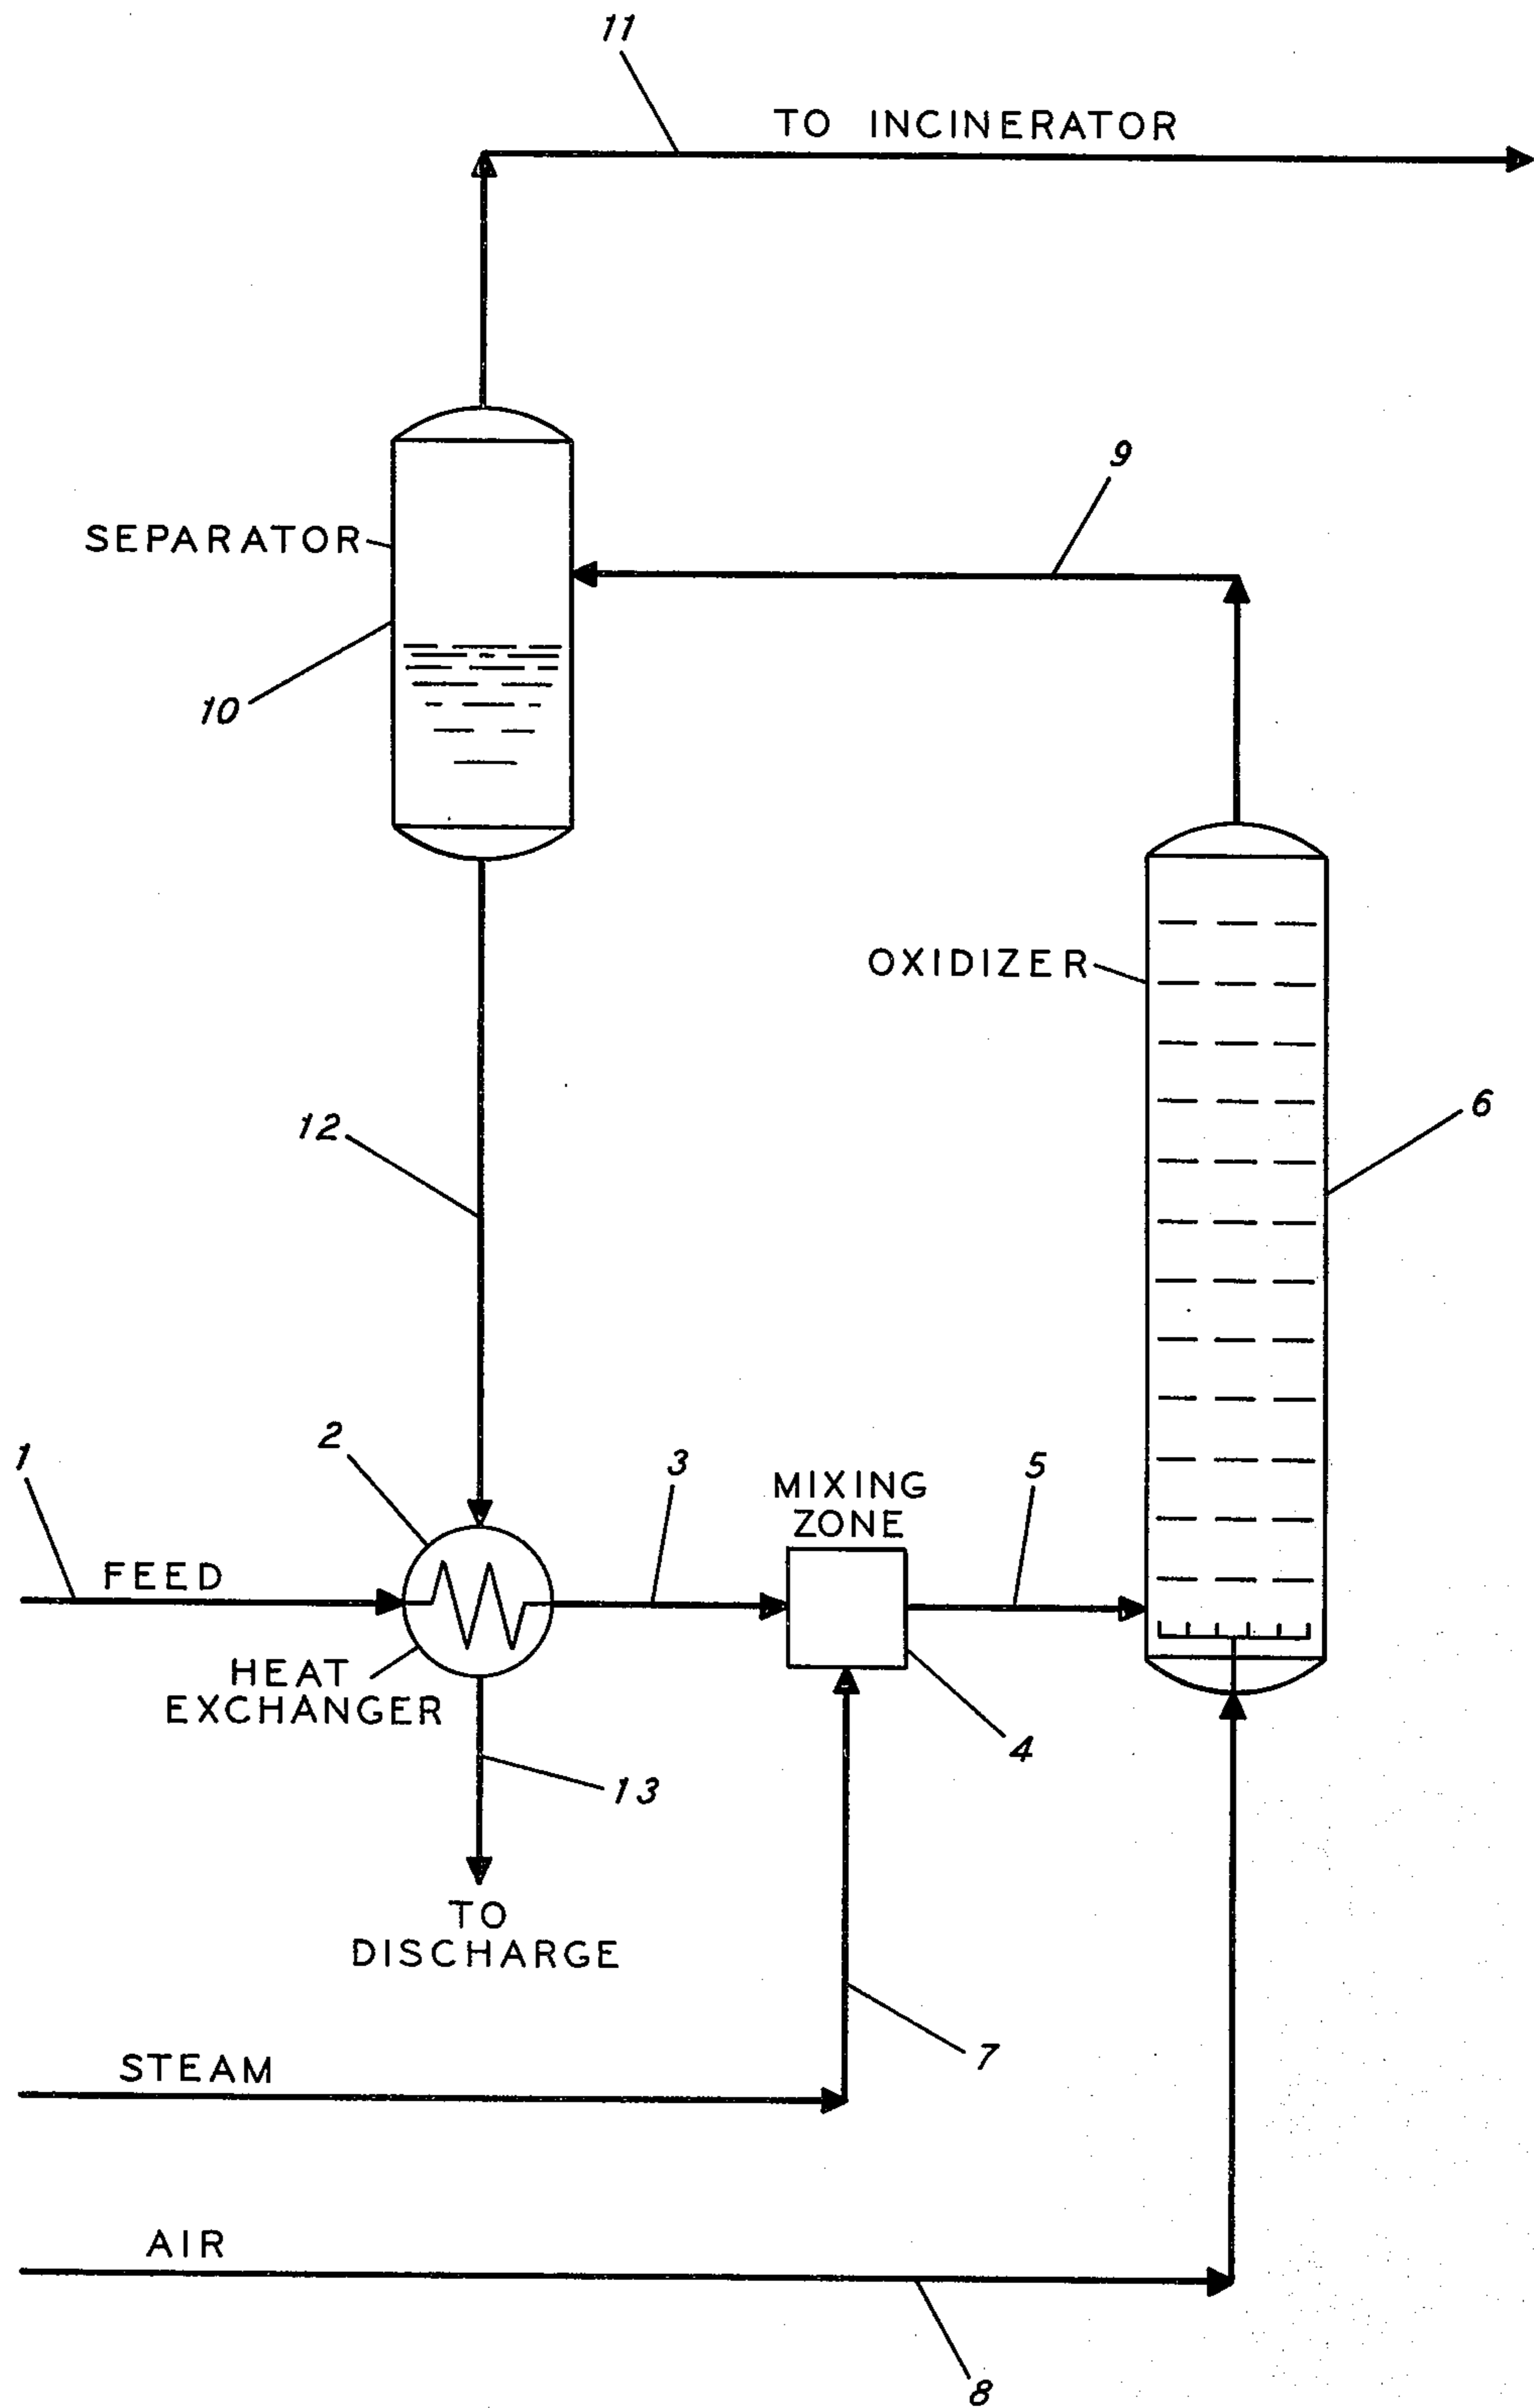 11
TO INCINERATOR
9
SEPARATOR
10
OXIDIZER
6
12
2
3
5
1
MIXING
ZONE
FEED
HEAT
EXCHANGER
4
13
TO
DISCHARGE
7
STEAM
AIR
8